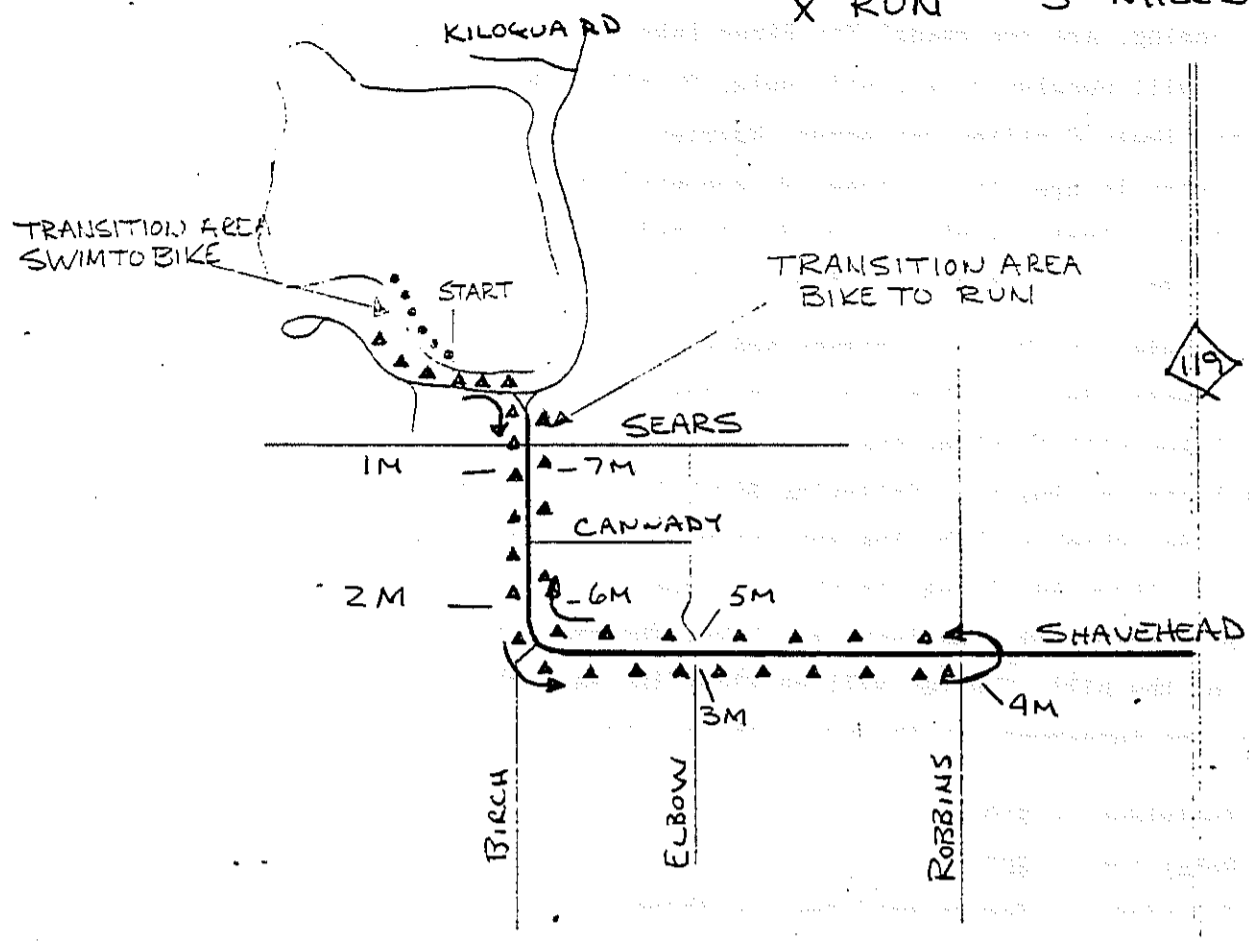 X RUN
KILOQUA RD
TRANSITION AREA
SWIM TO BIKE
START
TRANSITION AREA
BIKE TO RUN
119
SEARS
1M
-7M
CANNADY
2M
-6M
5M
SHAVEHEAD
3M
4M
BIRCH
ELBOW
ROBBINS